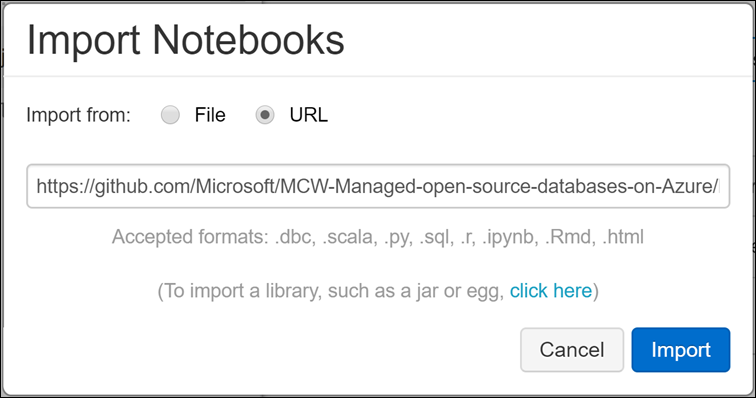 Import Notebooks
Import from: File URL
https://github.com/Microsoft/MCW-Managed-open-source-databases-on-Azure/
Accepted formats: .dbc, .scala, .py, .sql, .r, .ipynb, .Rmd, .html
(To import a library, such as a jar or egg, click here)
Cancel Import